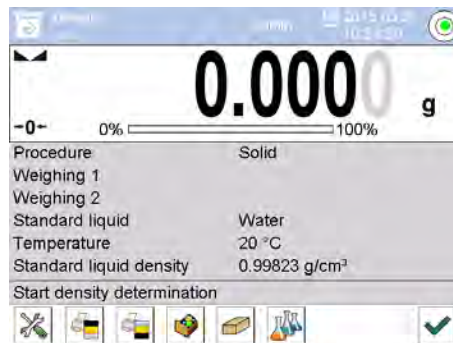 0.0000 g
-0-
0% 100%
Procedure Solid
Weighing 1
Weighing 2
Standard liquid Water
Temperature 20 °C
Standard liquid density 0.99823 g/cm³
Start density determination